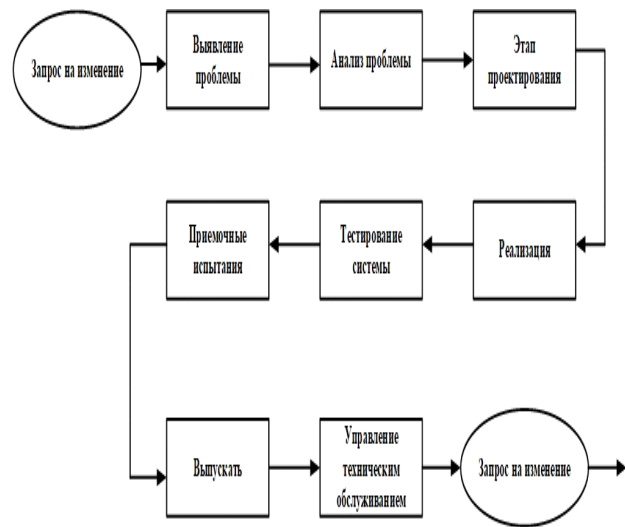 Запрос на изменение
Выявление
проблемы
Анализ проблемы
Этап
проектирования
Реализация
Тестирование
системы
Приемочные
испытания
Выпускать
Управление
техническим
обслуживанием
Запрос на изменение